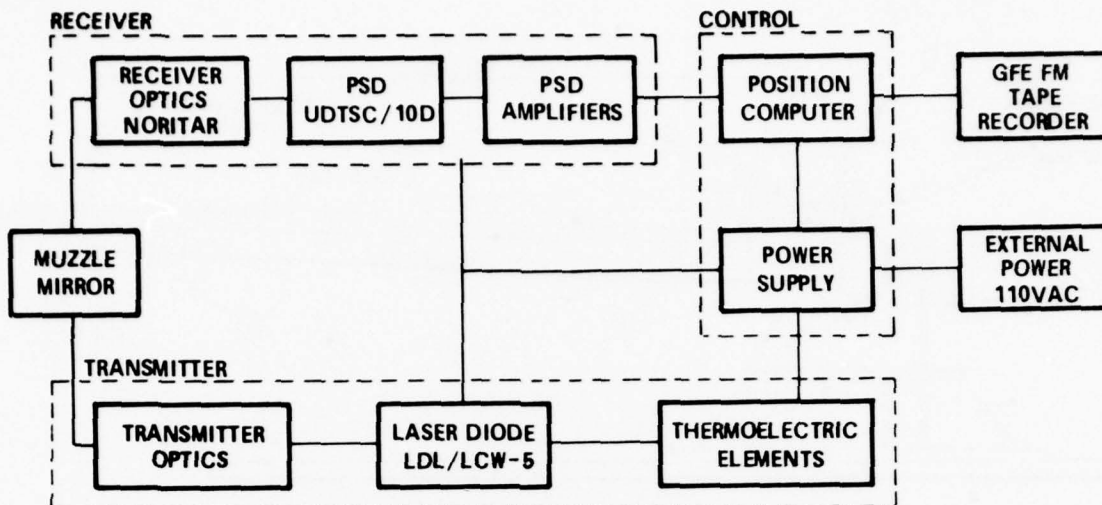 RECEIVER
CONTROL
RECEIVER
OPTICS
NORITAR
PSD
UDTSC/10D
PSD
AMPLIFIERS
POSITION
COMPUTER
GFE FM
TAPE
RECORDER
MUZZLE
MIRROR
POWER
SUPPLY
EXTERNAL
POWER
110VAC
TRANSMITTER
TRANSMITTER
OPTICS
LASER DIODE
LDL/LCW-5
THERMOELECTRIC
ELEMENTS